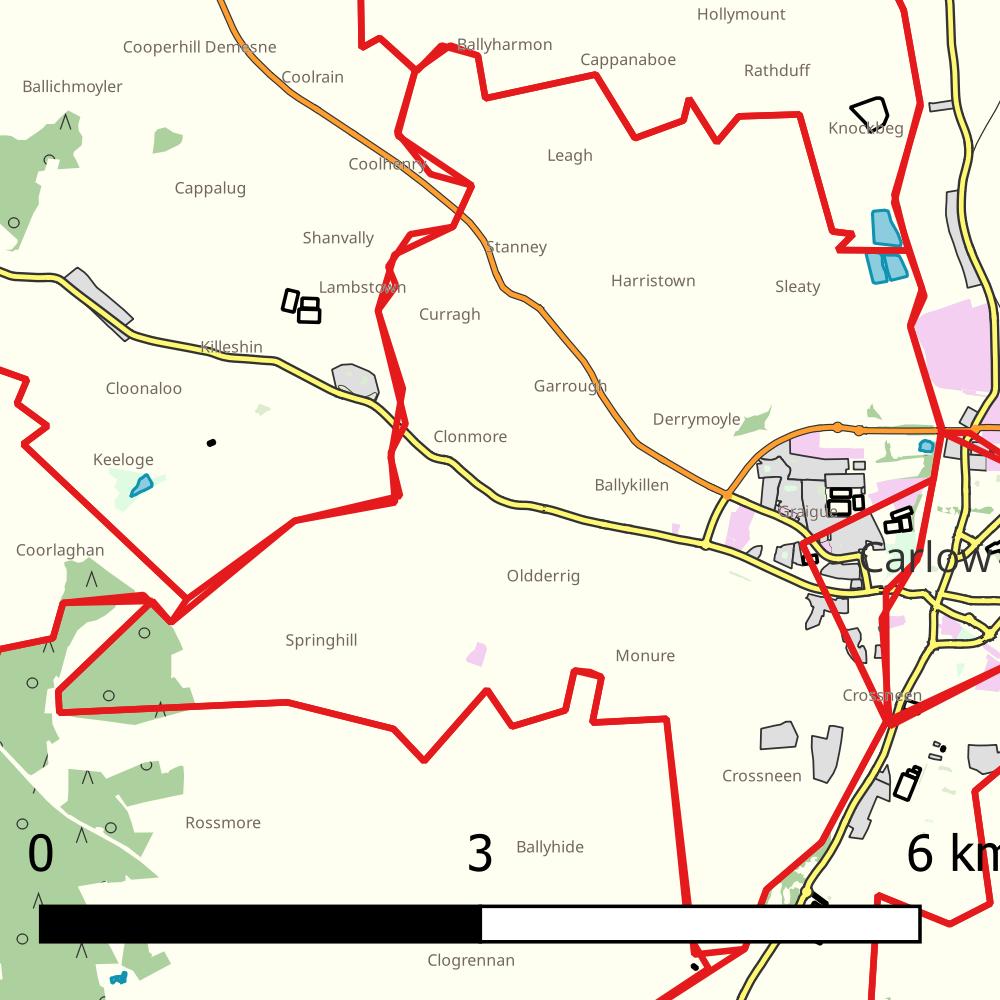 Hollymount
Cooperhill Demesne
Ballyharmon
Cappanaboe
Coolrain
Rathduff
Ballichmoyler
Knockbeg
Leagh
Coolhenry
Cappalug
Shanvally
Stanney
Harristown
Lambstown
Sleaty
Curragh
Killeshin
Cloonaloo
Garrough
Derrymoyle
Clonmore
Keeloge
Ballykillen
Graigue
Coorlaghan
Carlow
Oldderrig
Springhill
Monure
Crossneen
Crossneen
Rossmore
Ballyhide
0 3 6 km
Clogrennan